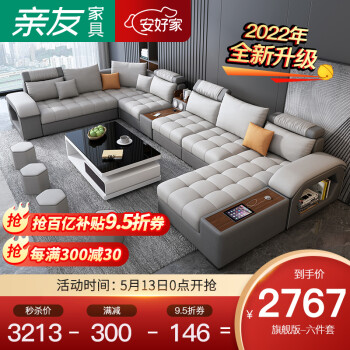 亲友家具
安好家
2022年
全新升级
抢 抢百亿补贴9.5折券
抢 每满300减30
活动时间：5月13日0点开抢
秒杀价 满减 9.5折券
3213-300-146=
¥2767
旗舰版-六件套